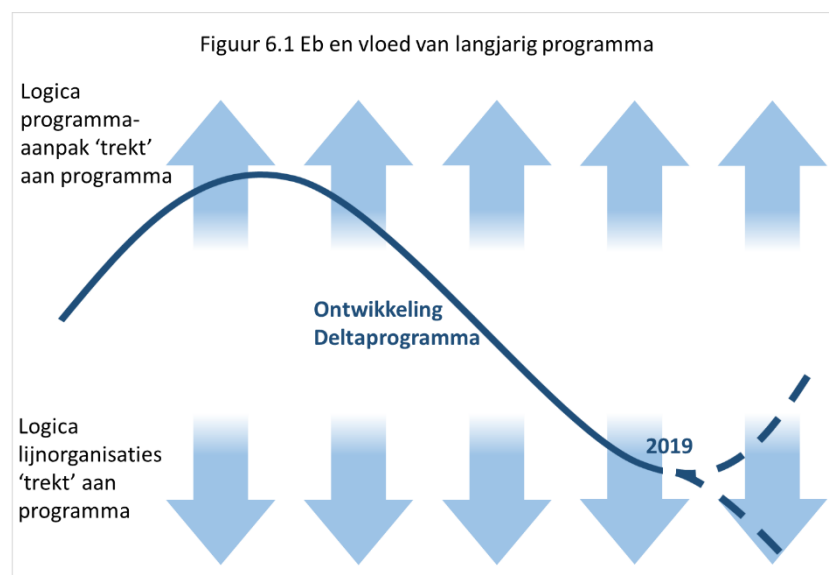 Figuur 6.1 Eb en vloed van langjarig programma
Logica
programma-
aanpak ‘trekt’
aan programma
Ontwikkeling
Deltaprogramma
Logica
lijnorganisaties
‘trekt’ aan
programma
2019